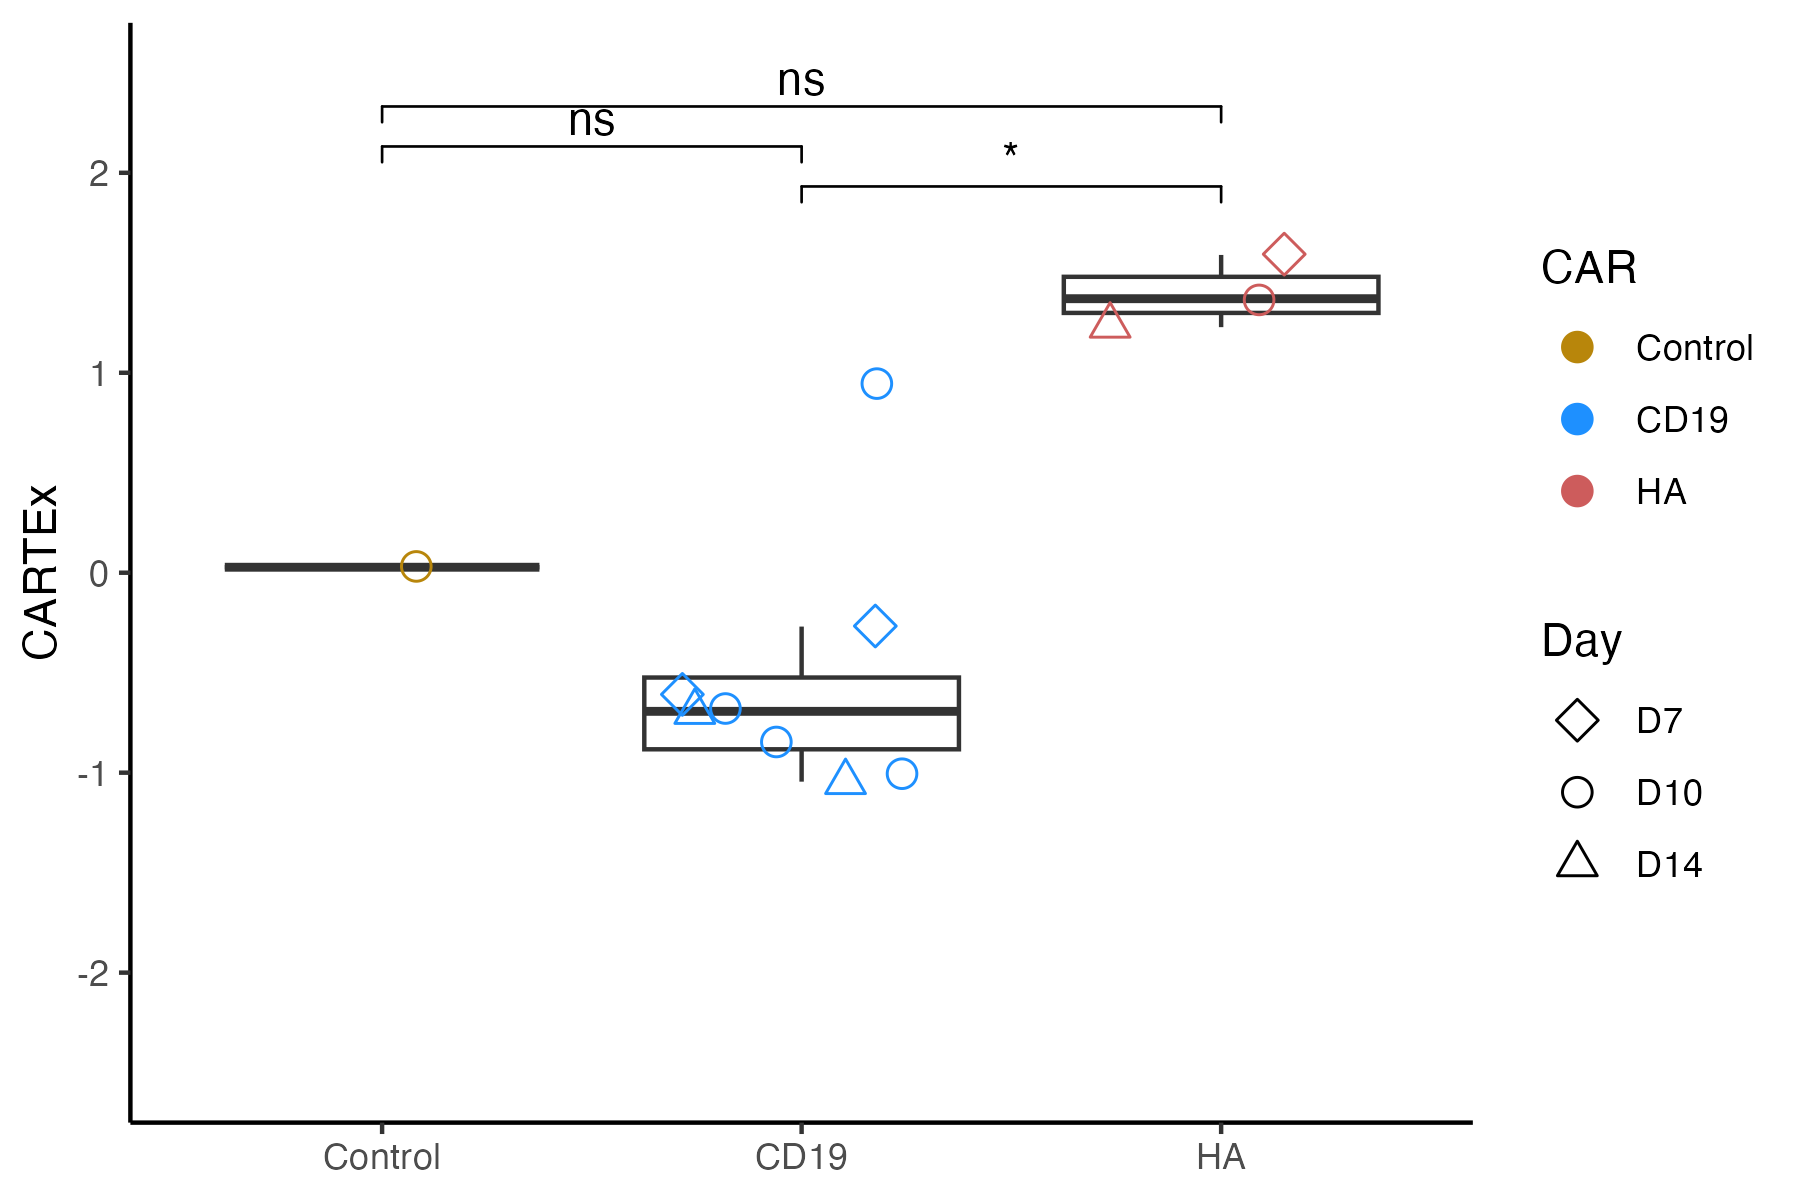 ns
ns
*
2
1
0
-1
-2
CARTEx
Control
CD19
HA
CAR
Control
CD19
HA
Day
D7
D10
D14